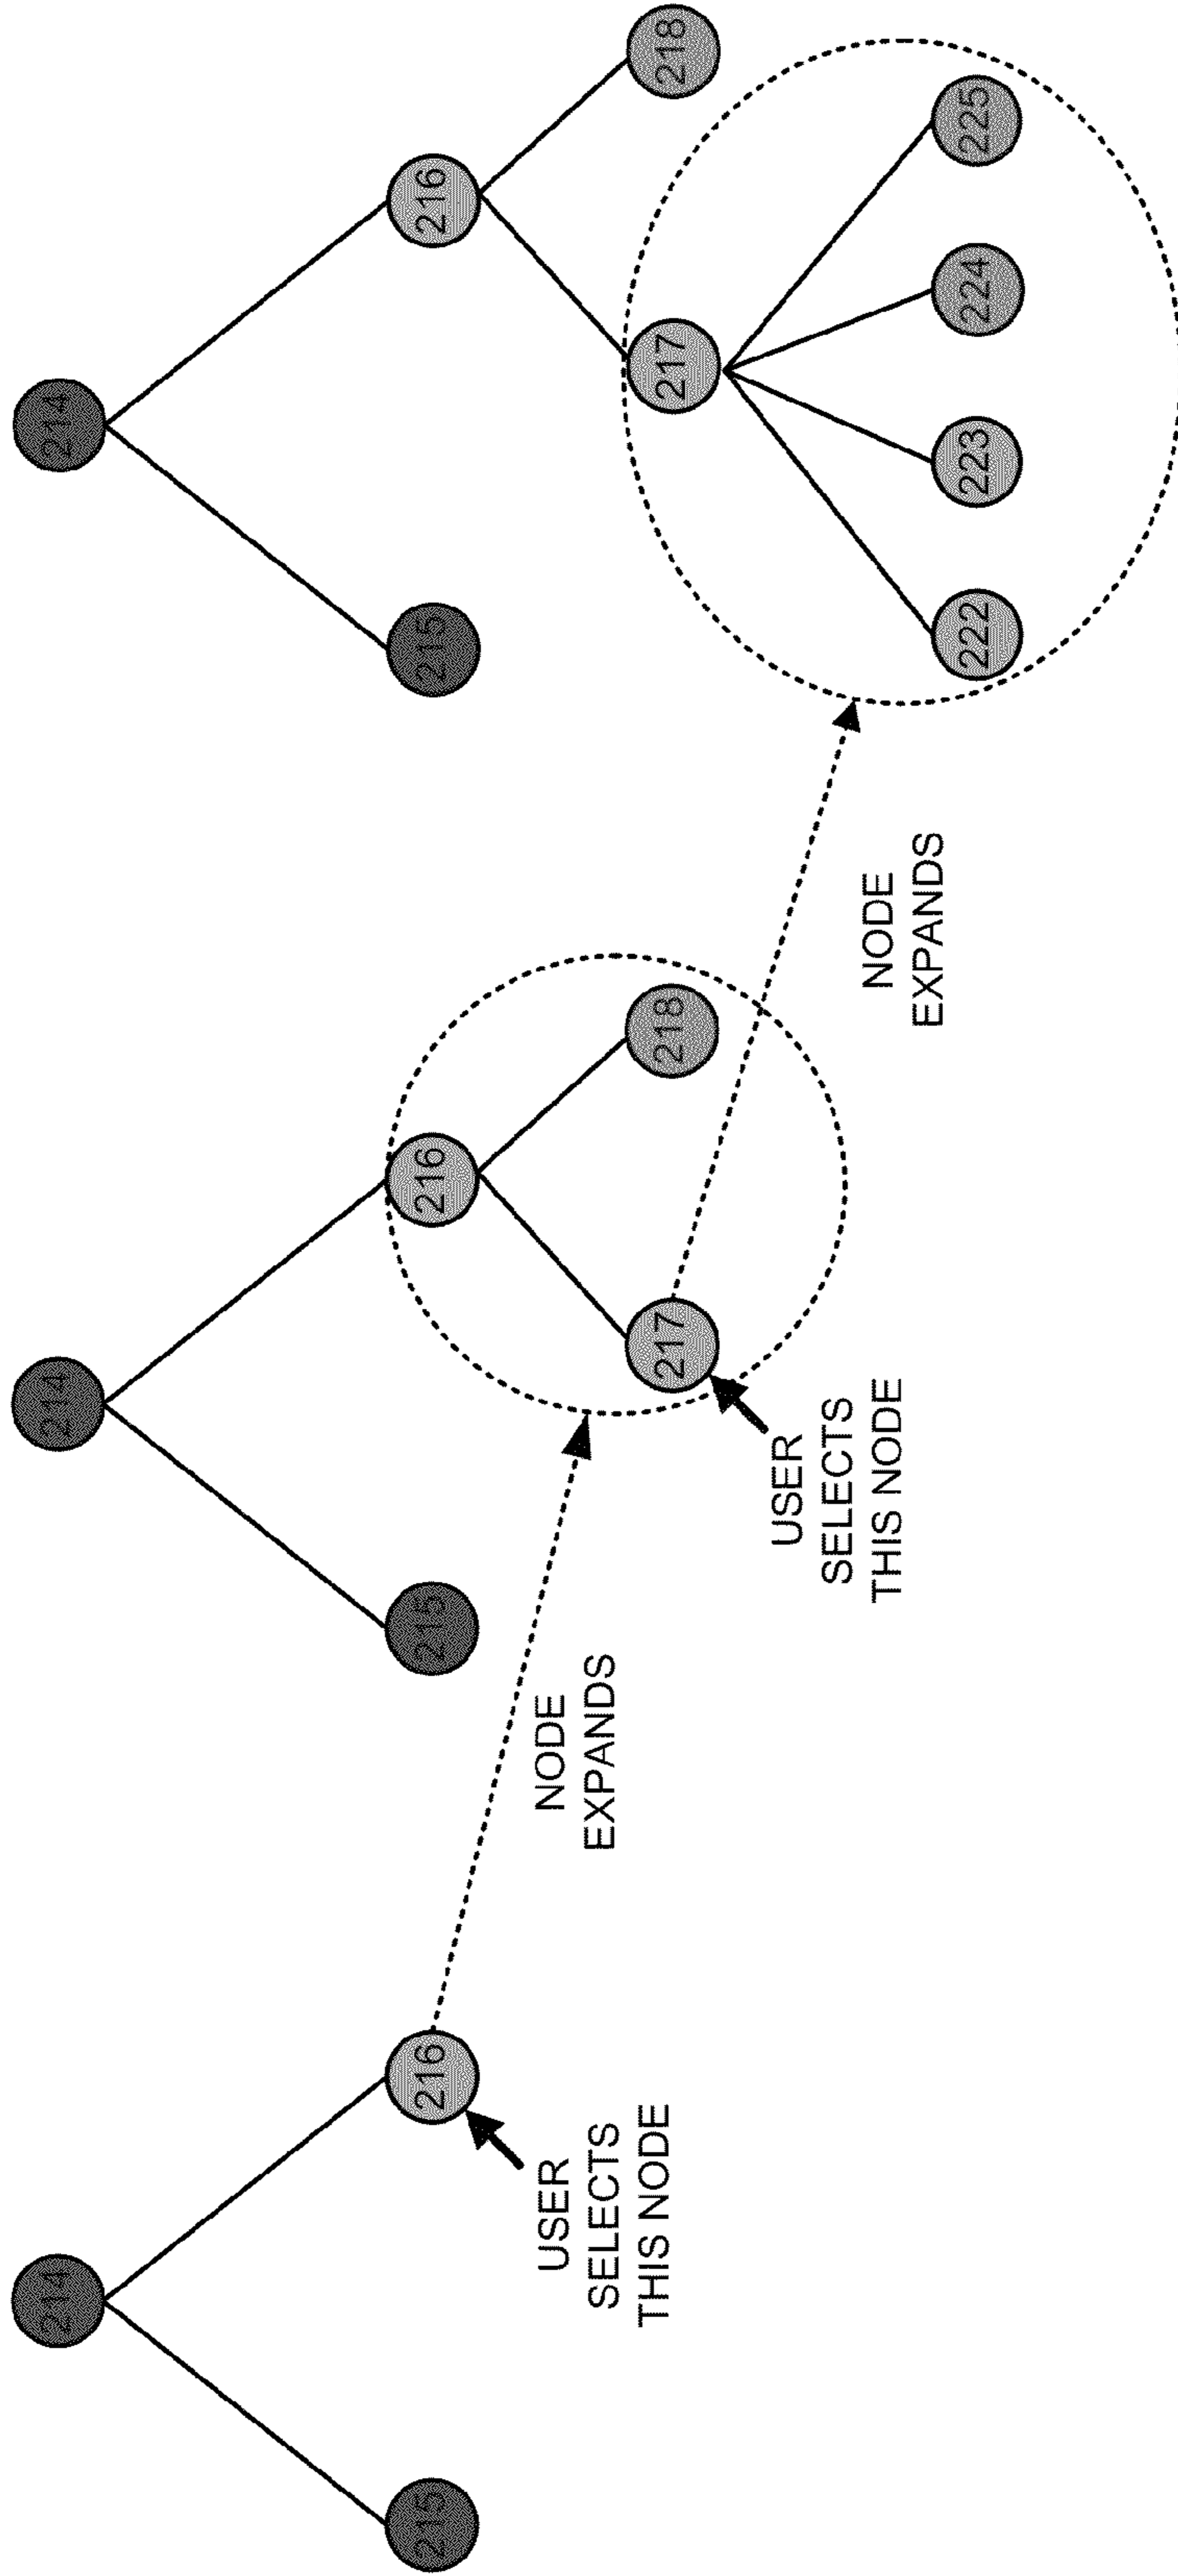 214
215
216
USER
SELECTS
THIS NODE
NODE
EXPANDS
214
215
216
217
218
USER
SELECTS
THIS NODE
NODE
EXPANDS
214
215
216
217
218
222
223
224
225